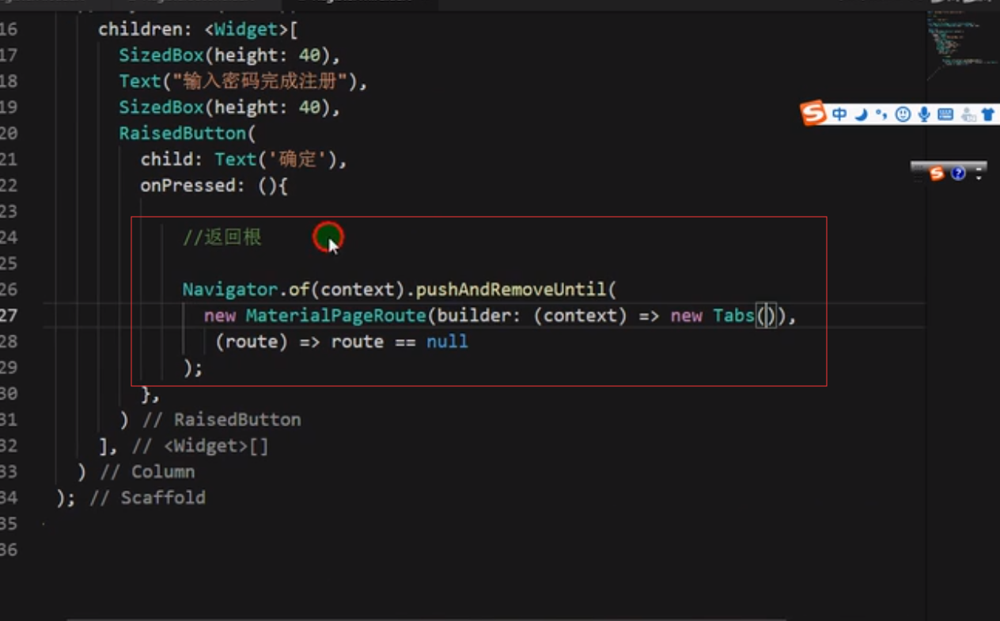 16 children: <Widget>[
17 SizedBox(height: 40),
18 Text("输入密码完成注册"),
19 SizedBox(height: 40),
20 RaisedButton(
21 child: Text('确定'),
22 onPressed: (){
23
24 //返回根
25
26 Navigator.of(context).pushAndRemoveUntil(
27 new MaterialPageRoute(builder: (context) => new Tabs()),
28 (route) => route == null
29 );
30 },
31 ) // RaisedButton
32 ], // <Widget>[]
33 ) // Column
34 ); // Scaffold
35
36
中